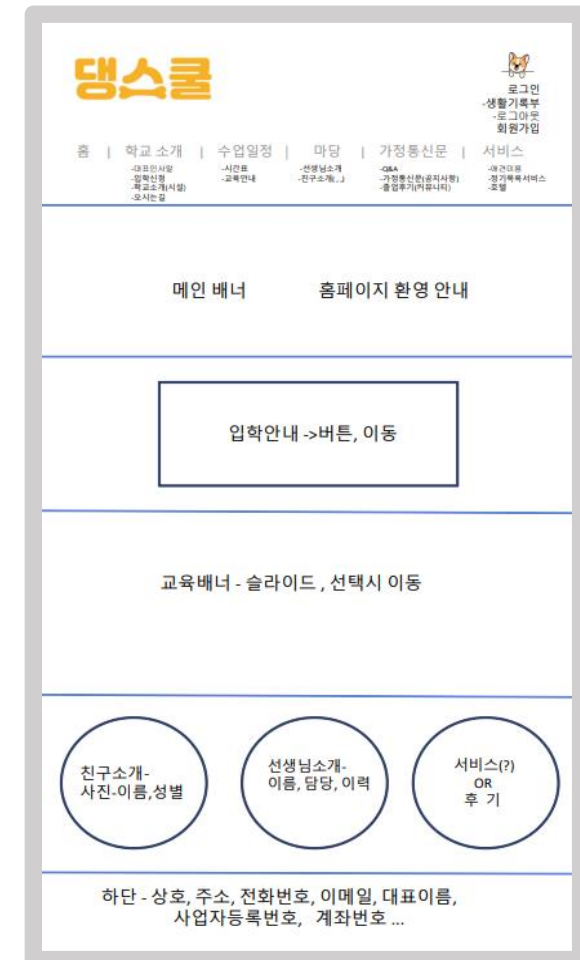 댕스쿨
로그인
-생활기록부
-로그아웃
회원가입
홈 | 학교 소개 | 수업일정 | 마당 | 가정통신문 | 서비스
-대표인사말 -시간표 -선생님소개 -Q&A -애견미용
-입학신청 -교육안내 -친구소개(,,) -가정통신문(공지사항) -정기목욕서비스
-학교소개(시설) -졸업후기(커뮤니티) -호텔
-오시는길
메인 배너 홈페이지 환영 안내
입학안내 ->버튼, 이동
교육배너 - 슬라이드 , 선택시 이동
친구소개-
사진-이름,성별
선생님소개-
이름, 담당, 이력
서비스(?)
OR
후 기
하단 - 상호, 주소, 전화번호, 이메일, 대표이름,
사업자등록번호, 계좌번호 ...